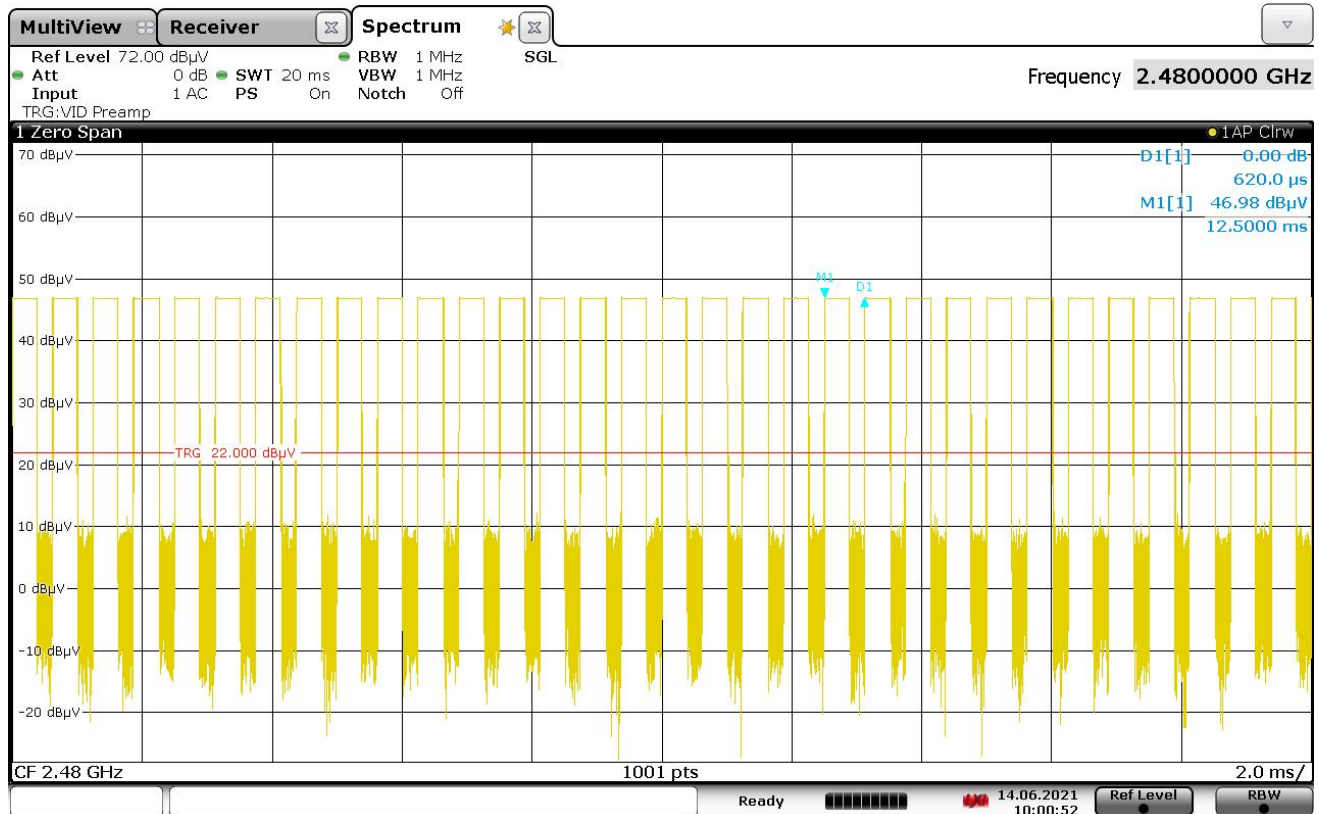 MultiView Receiver Spectrum
Ref Level 72.00 dBµV RBW 1 MHz SGL
Att 0 dB SWT 20 ms VBW 1 MHz
Input 1 AC PS On Notch Off
Frequency 2.4800000 GHz
TRG:VID Preamp
1 Zero Span 1AP Clrw
70 dBµV
D1[1] 0.00 dB
620.0 µs
M1[1] 46.98 dBµV
12.5000 ms
60 dBµV
50 dBµV
M1
D1
40 dBµV
30 dBµV
TRG 22.000 dBµV
20 dBµV
10 dBµV
0 dBµV
-10 dBµV
-20 dBµV
CF 2.48 GHz 1001 pts 2.0 ms/
Ready 14.06.2021 Ref Level RBW
10:00:52